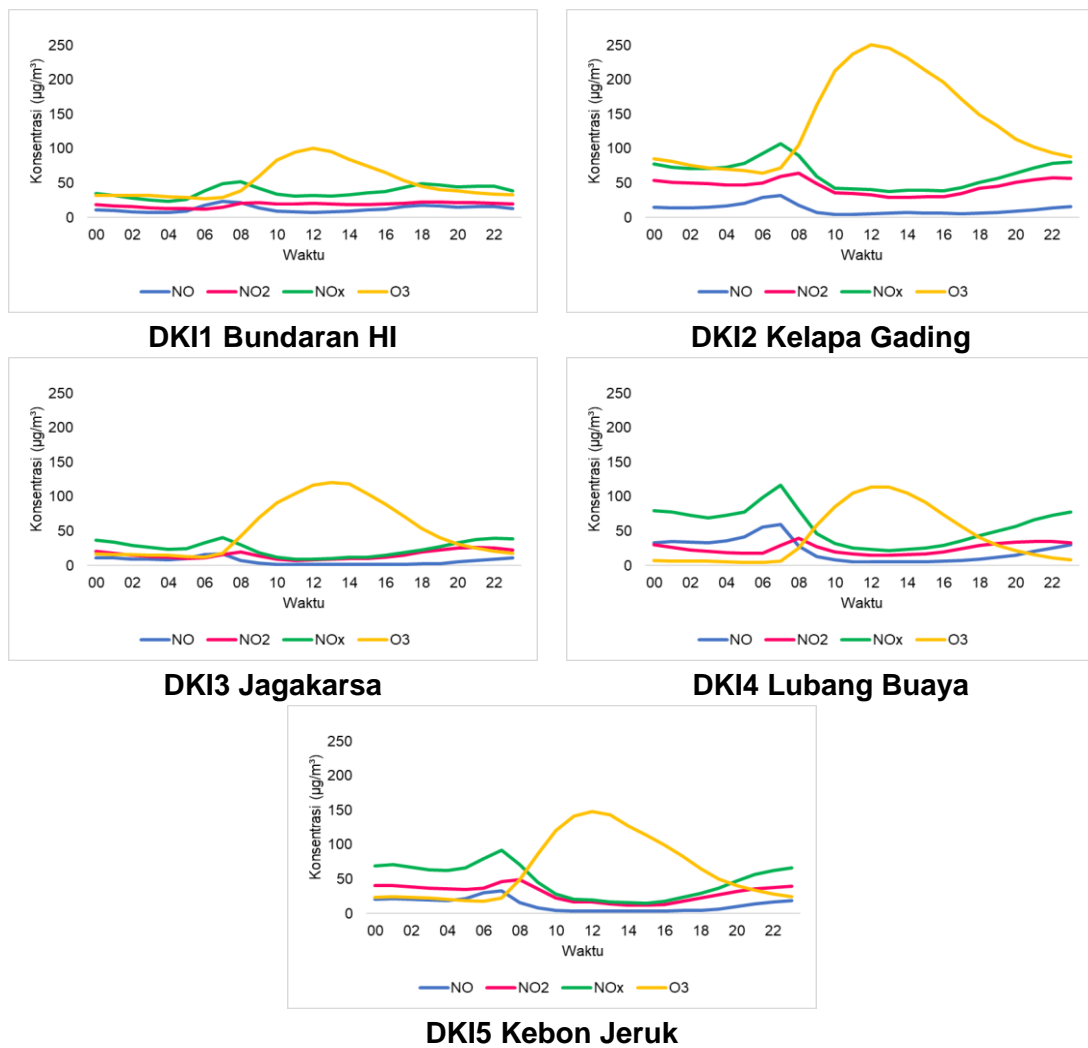 Konsentrasi (µg/m³)
250
200
150
100
50
0
00 02 04 06 08 10 12 14 16 18 20 22
Waktu
NO NO2 NOx O3
DKI1 Bundaran HI
Konsentrasi (µg/m³)
250
200
150
100
50
0
00 02 04 06 08 10 12 14 16 18 20 22
Waktu
NO NO2 NOx O3
DKI2 Kelapa Gading
Konsentrasi (µg/m³)
250
200
150
100
50
0
00 02 04 06 08 10 12 14 16 18 20 22
Waktu
NO NO2 NOx O3
DKI3 Jagakarsa
Konsentrasi (µg/m³)
250
200
150
100
50
0
00 02 04 06 08 10 12 14 16 18 20 22
Waktu
NO NO2 NOx O3
DKI4 Lubang Buaya
Konsentrasi (µg/m³)
250
200
150
100
50
0
00 02 04 06 08 10 12 14 16 18 20 22
Waktu
NO NO2 NOx O3
DKI5 Kebon Jeruk